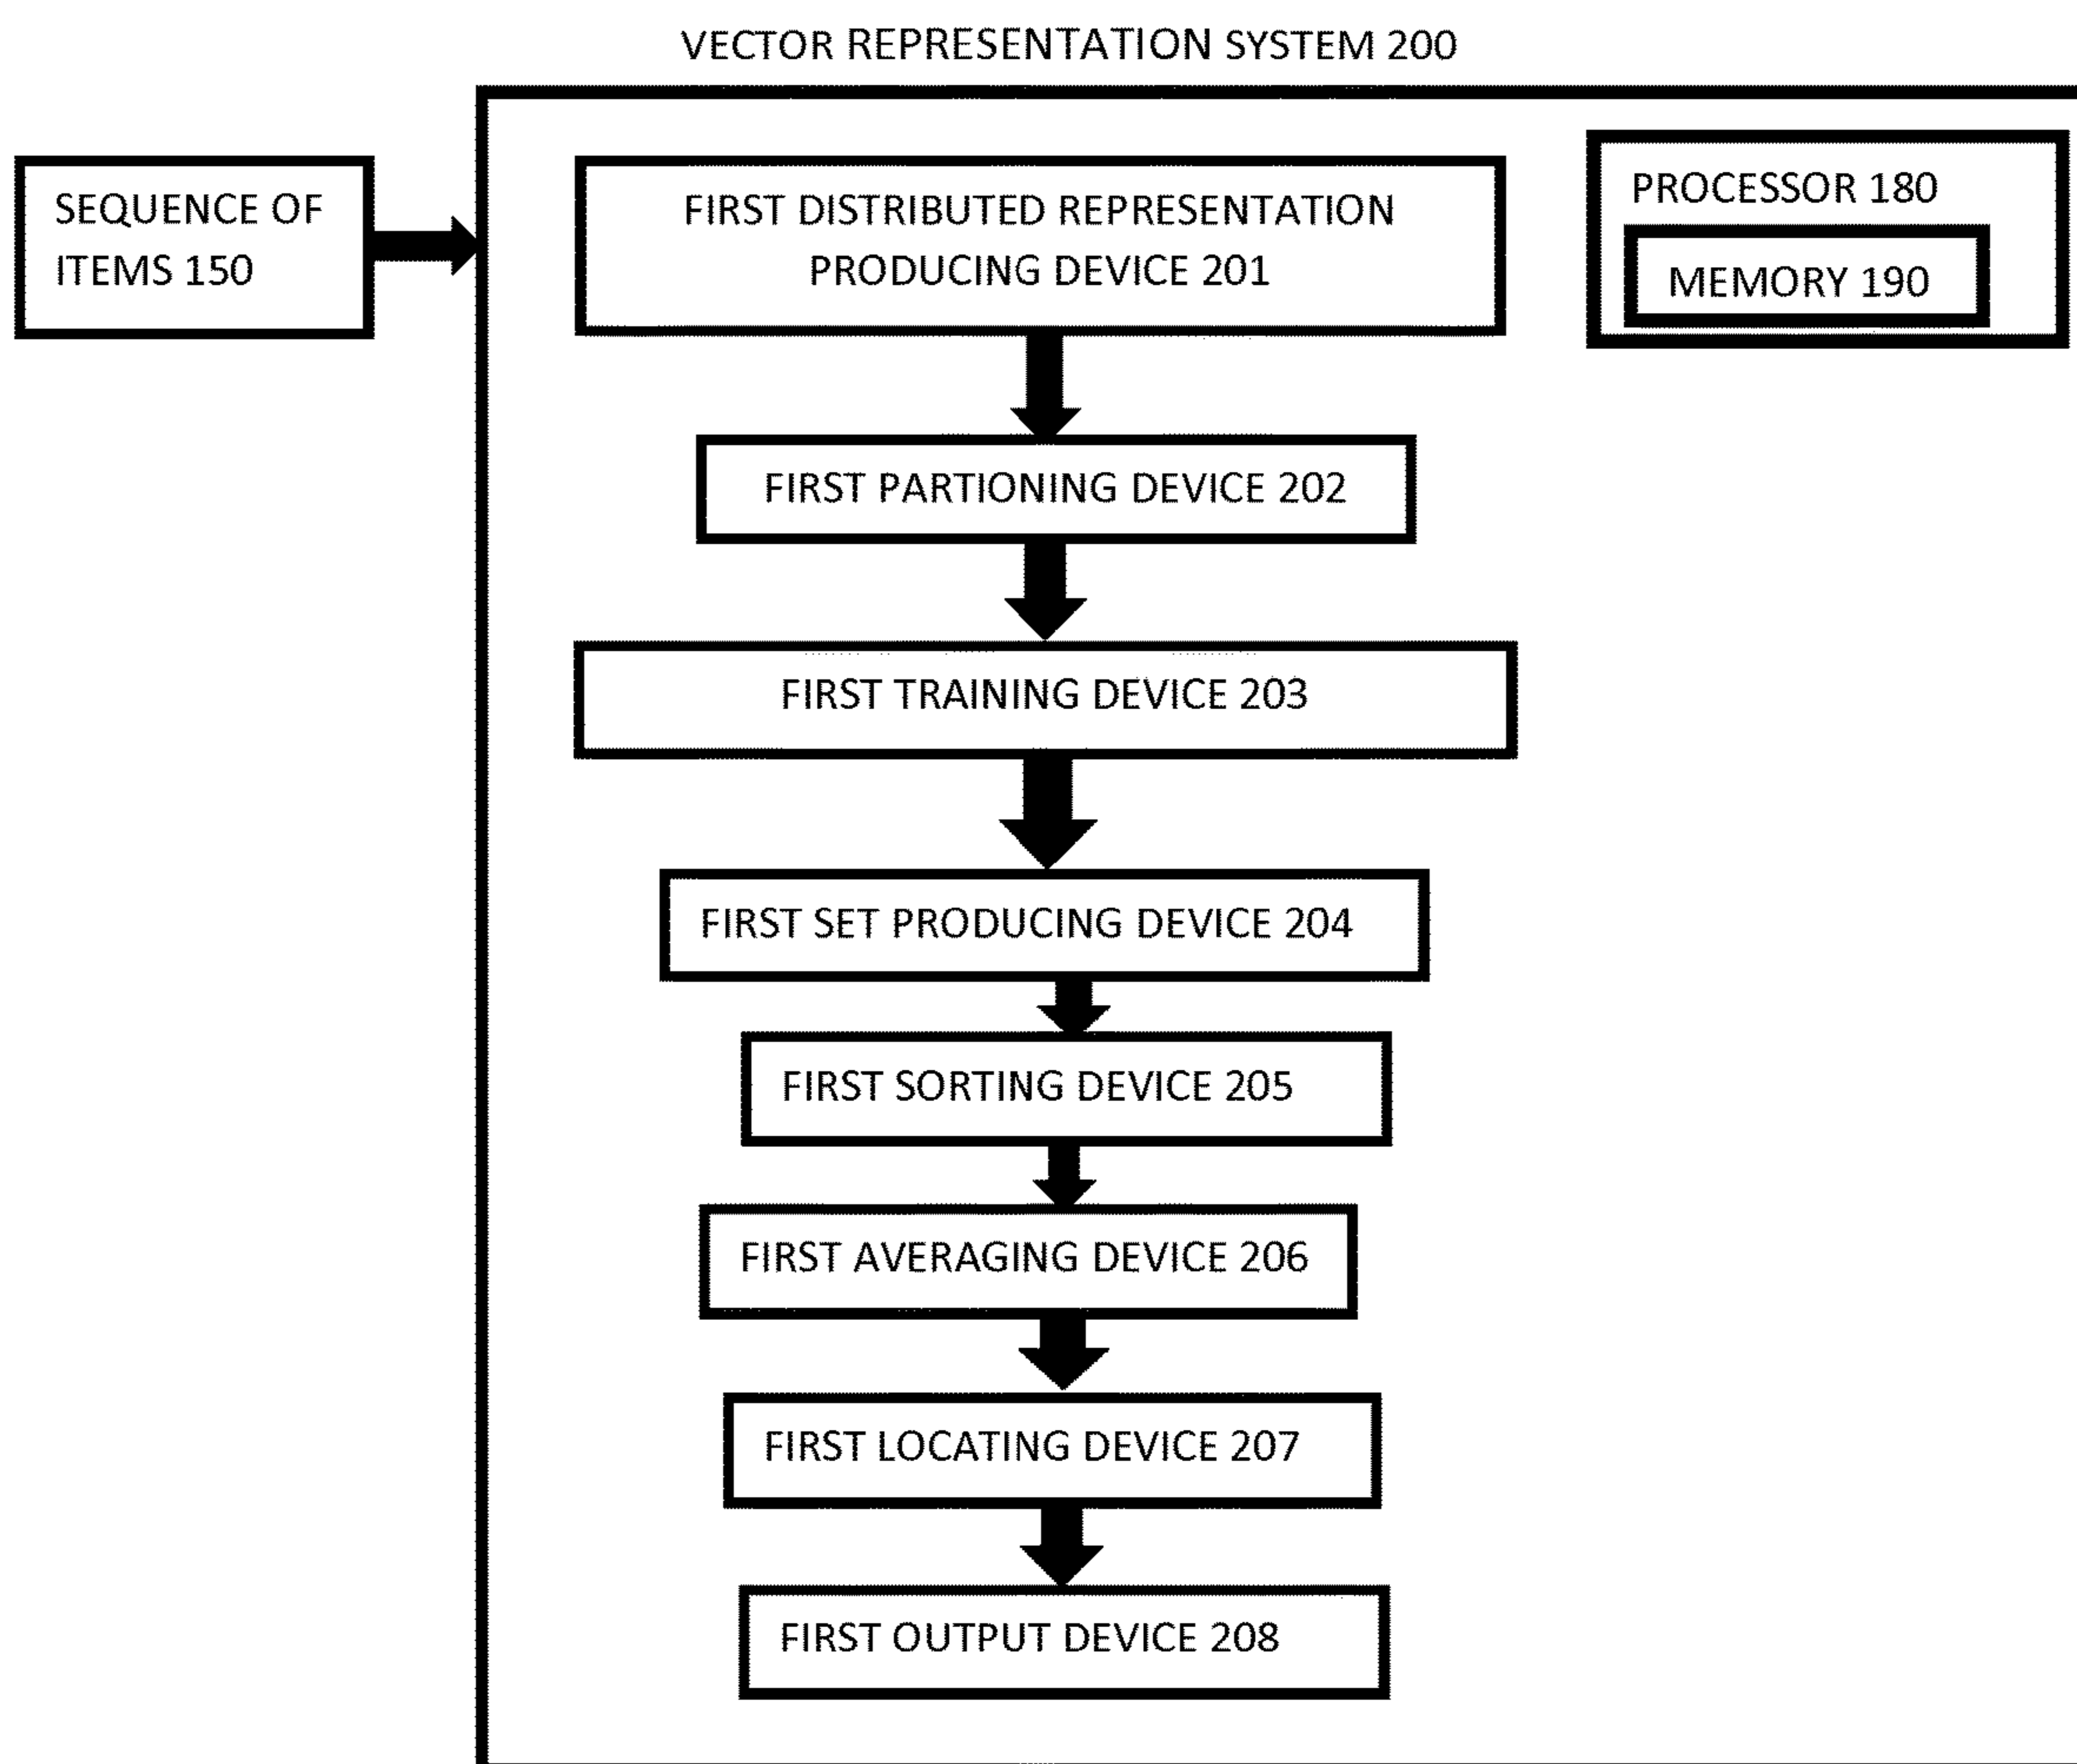 VECTOR REPRESENTATION SYSTEM 200
SEQUENCE OF
ITEMS 150
FIRST DISTRIBUTED REPRESENTATION
PRODUCING DEVICE 201
PROCESSOR 180
MEMORY 190
FIRST PARTIONING DEVICE 202
FIRST TRAINING DEVICE 203
FIRST SET PRODUCING DEVICE 204
FIRST SORTING DEVICE 205
FIRST AVERAGING DEVICE 206
FIRST LOCATING DEVICE 207
FIRST OUTPUT DEVICE 208